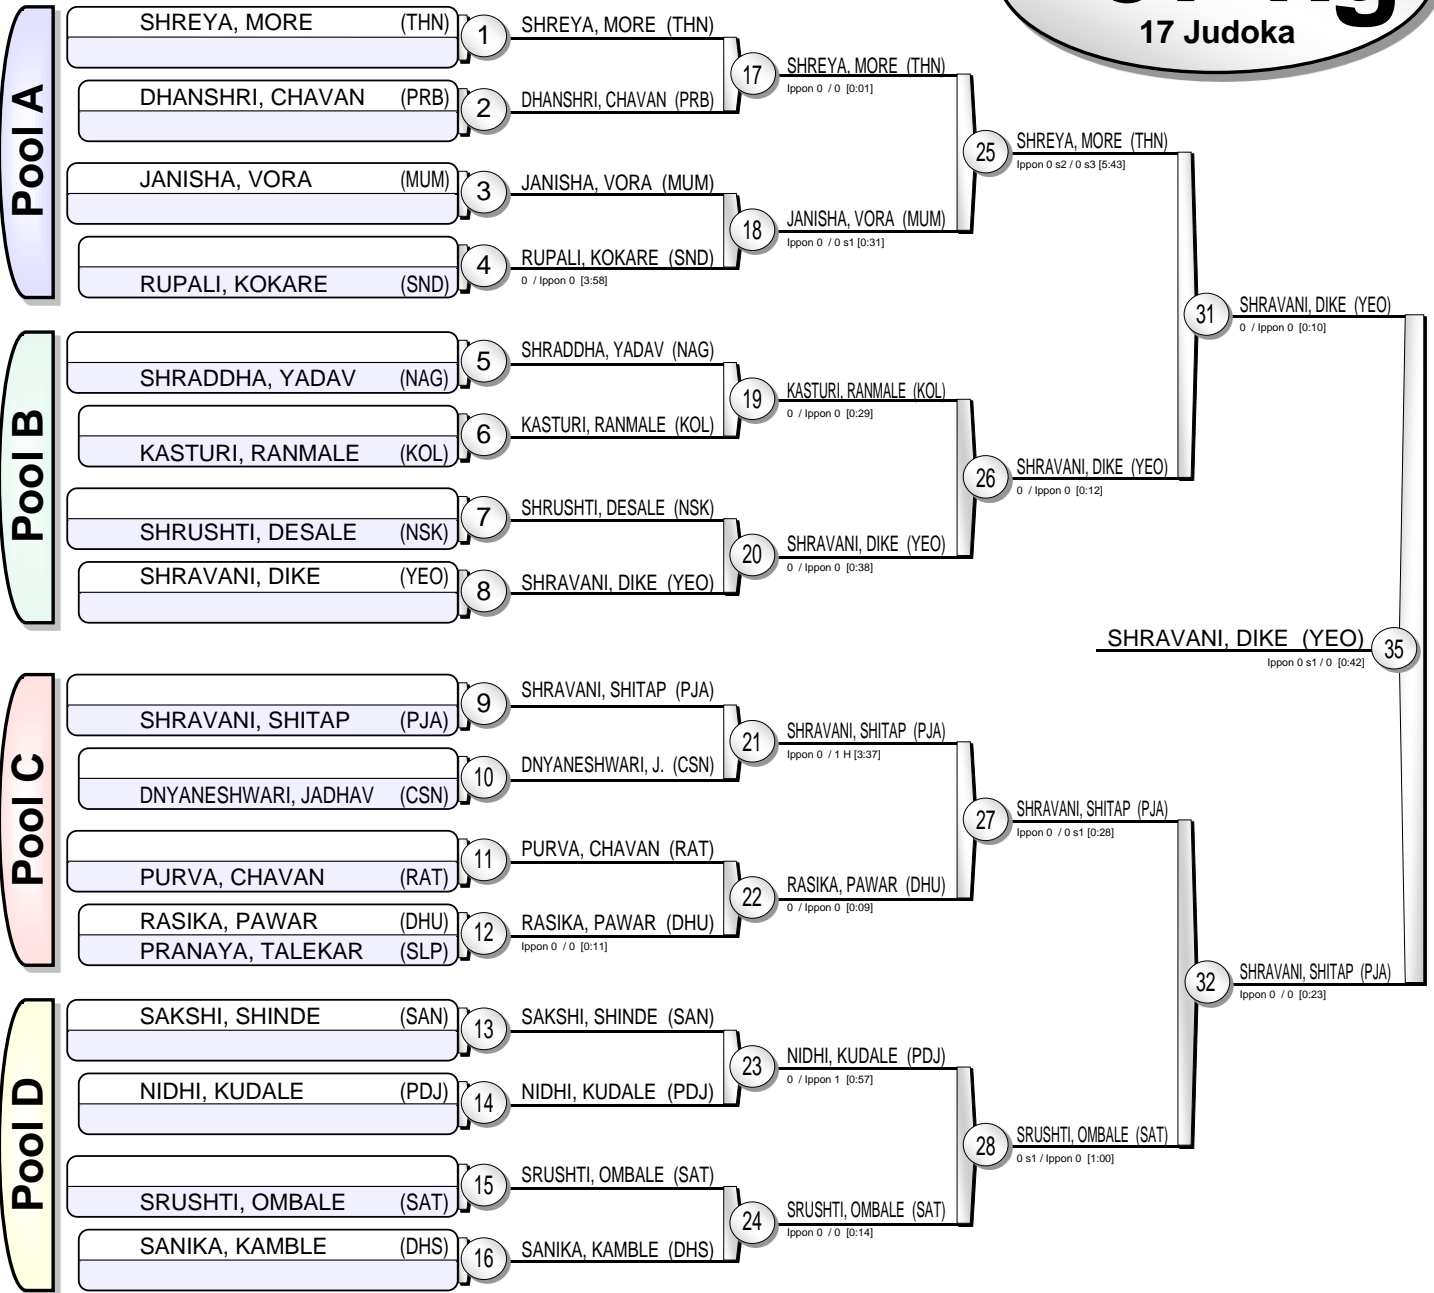 17 Judoka
Pool A
SHREYA, MORE (THN)
DHANSHRI, CHAVAN (PRB)
JANISHA, VORA (MUM)
RUPALI, KOKARE (SND)
Pool B
SHRADDHA, YADAV (NAG)
KASTURI, RANMALE (KOL)
SHRUSHTI, DESALE (NSK)
SHRAVANI, DIKE (YEO)
Pool C
SHRAVANI, SHITAP (PJA)
DNYANESHWARI, JADHAV (CSN)
PURVA, CHAVAN (RAT)
RASIKA, PAWAR (DHU)
PRANAYA, TALEKAR (SLP)
Pool D
SAKSHI, SHINDE (SAN)
NIDHI, KUDALE (PDJ)
SRUSHTI, OMBALE (SAT)
SANIKA, KAMBLE (DHS)
1 SHREYA, MORE (THN)
2 DHANSHRI, CHAVAN (PRB)
3 JANISHA, VORA (MUM)
4 RUPALI, KOKARE (SND)
0 / Ippon 0 [3:58]
5 SHRADDHA, YADAV (NAG)
6 KASTURI, RANMALE (KOL)
7 SHRUSHTI, DESALE (NSK)
8 SHRAVANI, DIKE (YEO)
9 SHRAVANI, SHITAP (PJA)
10 DNYANESHWARI, J. (CSN)
11 PURVA, CHAVAN (RAT)
12 RASIKA, PAWAR (DHU)
Ippon 0 / 0 [0:11]
13 SAKSHI, SHINDE (SAN)
14 NIDHI, KUDALE (PDJ)
15 SRUSHTI, OMBALE (SAT)
16 SANIKA, KAMBLE (DHS)
17 SHREYA, MORE (THN)
Ippon 0 / 0 [0:01]
18 JANISHA, VORA (MUM)
Ippon 0 / 0 s1 [0:31]
19 KASTURI, RANMALE (KOL)
0 / Ippon 0 [0:29]
20 SHRAVANI, DIKE (YEO)
0 / Ippon 0 [0:38]
21 SHRAVANI, SHITAP (PJA)
Ippon 0 / 1 H [3:37]
22 RASIKA, PAWAR (DHU)
0 / Ippon 0 [0:09]
23 NIDHI, KUDALE (PDJ)
0 / Ippon 1 [0:57]
24 SRUSHTI, OMBALE (SAT)
Ippon 0 / 0 [0:14]
25 SHREYA, MORE (THN)
Ippon 0 s2 / 0 s3 [5:43]
26 SHRAVANI, DIKE (YEO)
0 / Ippon 0 [0:12]
27 SHRAVANI, SHITAP (PJA)
Ippon 0 / 0 s1 [0:28]
28 SRUSHTI, OMBALE (SAT)
0 s1 / Ippon 0 [1:00]
31 SHRAVANI, DIKE (YEO)
0 / Ippon 0 [0:10]
32 SHRAVANI, SHITAP (PJA)
Ippon 0 / 0 [0:23]
SHRAVANI, DIKE (YEO) 35
Ippon 0 s1 / 0 [0:42]